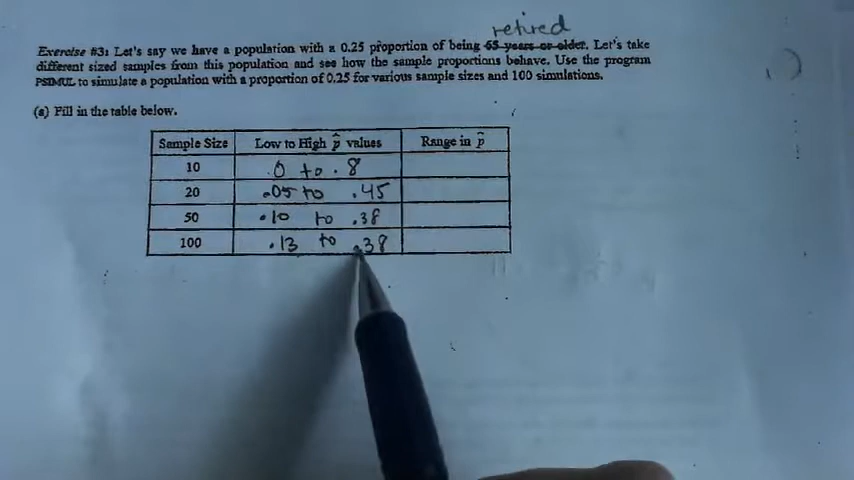 retired
Exercise #3: Let's say we have a population with a 0.25 proportion of being 65 years or older. Let's take
different sized samples from this population and see how the sample proportions behave. Use the program
PSIMUL to simulate a population with a proportion of 0.25 for various sample sizes and 100 simulations.
(a) Fill in the table below.
Sample Size Low to High p̂ values Range in p̂
10 .0 to .8
20 .05 to .45
50 .10 to .38
100 .13 to .38